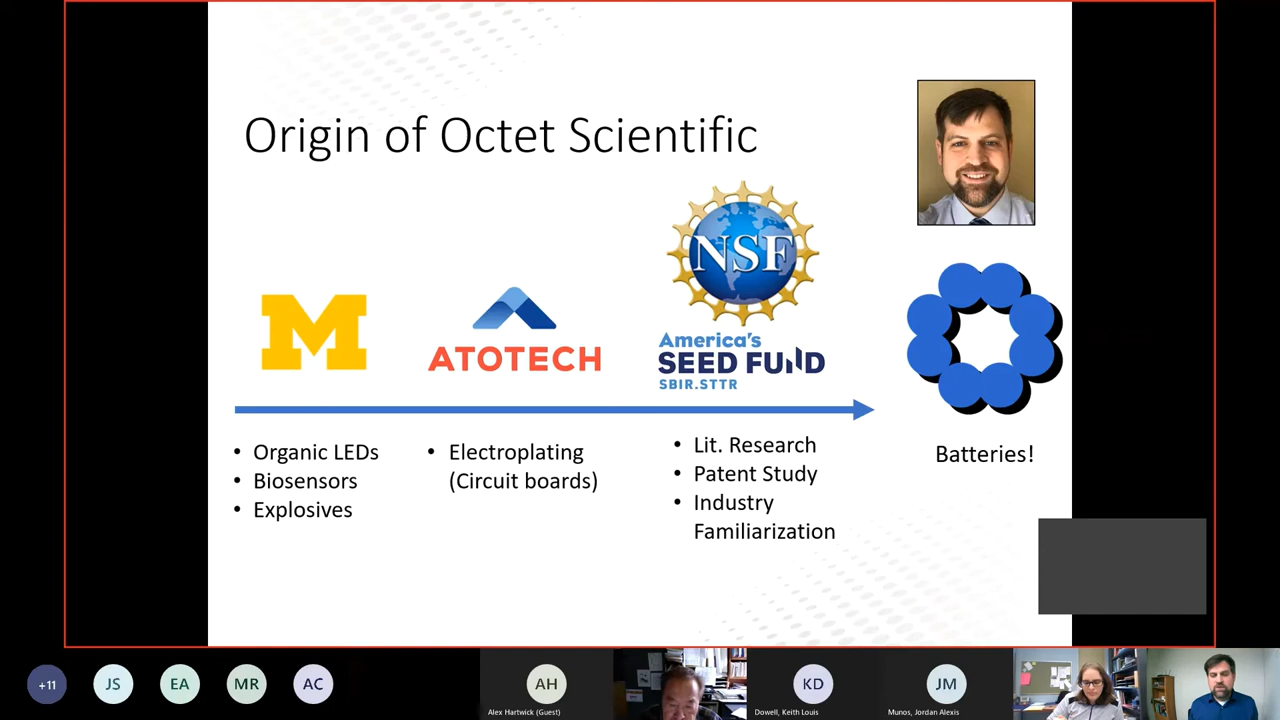 Origin of Octet Scientific
NSF
M
ATOTECH
America's
SEED FUND
SBIR.STTR
• Organic LEDs
• Biosensors
• Explosives
• Electroplating
(Circuit boards)
• Lit. Research
• Patent Study
• Industry
Familiarization
Batteries!
+11
JS
EA
MR
AC
AH
Alex Hartwick (Guest)
KD
Dowell, Keith Louis
JM
Munos, Jordan Alexis